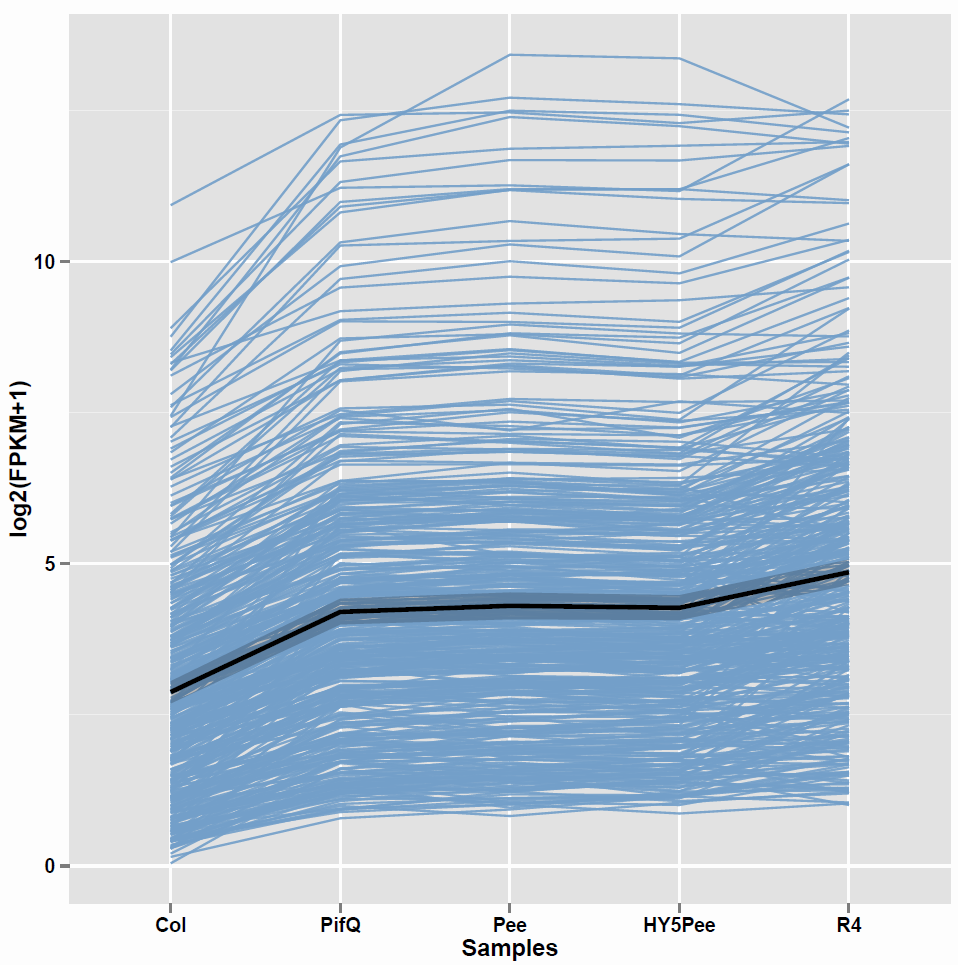 log2(FPKM+1)
10
5
0
Col PifQ Pee HY5Pee R4
Samples